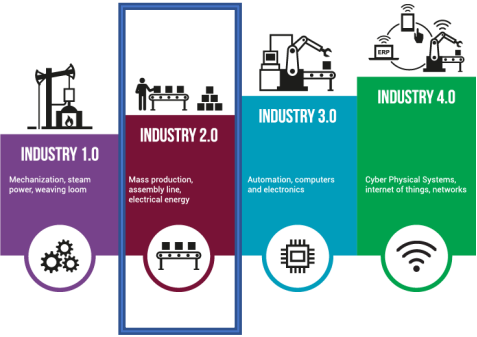 INDUSTRY 1.0
Mechanization, steam
power, weaving loom
INDUSTRY 2.0
Mass production,
assembly line,
electrical energy
INDUSTRY 3.0
Automation, computers
and electronics
ERP
INDUSTRY 4.0
Cyber Physical Systems,
internet of things, networks